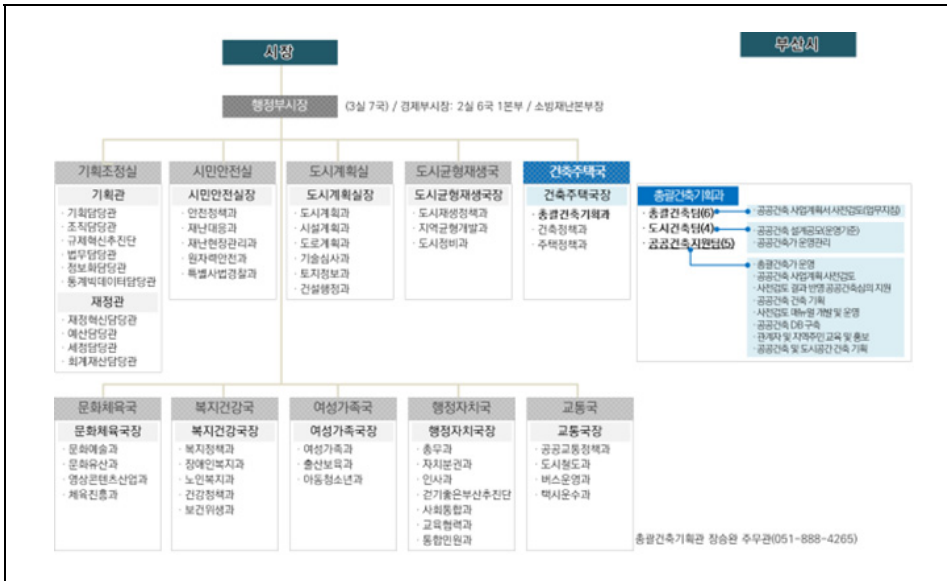 시장
부산시
행정부시장
(3실 7국) / 경제부시장: 2실 6국 1본부 / 소방재난본부장
기획조정실
기획관
· 기획담당관
· 조직담당관
· 규제혁신추진단
· 법무담당관
· 정보화담당관
· 통계빅데이터담당관
재정관
· 재정혁신담당관
· 예산담당관
· 세정담당관
· 회계재산담당관
시민안전실
시민안전실장
· 안전정책과
· 재난대응과
· 재난현장관리과
· 원자력안전과
· 특별사법경찰과
도시계획실
도시계획실장
· 도시계획과
· 시설계획과
· 도로계획과
· 기술심사과
· 토지정보과
· 건설행정과
도시균형재생국
도시균형재생국장
· 도시재생정책과
· 지역균형개발과
· 도시정비과
건축주택국
건축주택국장
· 총괄건축기획과
· 건축정책과
· 주택정책과
총괄건축기획과
· 총괄건축팀(6)
· 도시건축팀(4)
· 공공건축지원팀(5)
· 공공건축 사업계획서 사전검토(업무지침)
· 공공건축 설계공모(운영기준)
· 공공건축가 운영관리
· 총괄건축가 운영
· 공공건축 사업계획 사전검토
· 사전검토 결과 반영 공공건축심의 지원
· 공공건축 건축 기획
· 사전검토 매뉴얼 개발 및 운영
· 공공건축 DB 구축
· 관계자 및 지역주민 교육 및 홍보
· 공공건축 및 도시공간 건축 기획
문화체육국
문화체육국장
· 문화예술과
· 문화유산과
· 영상콘텐츠산업과
· 체육진흥과
복지건강국
복지건강국장
· 복지정책과
· 장애인복지과
· 노인복지과
· 건강정책과
· 보건위생과
여성가족국
여성가족국장
· 여성가족과
· 출산보육과
· 아동청소년과
행정자치국
행정자치국장
· 총무과
· 자치분권과
· 인사과
· 걷기좋은부산추진단
· 사회통합과
· 교육협력과
· 통합민원과
교통국
교통국장
· 공공교통정책과
· 도시철도과
· 버스운영과
· 택시운수과
총괄건축기획관 장승완 주무관(051-888-4265)